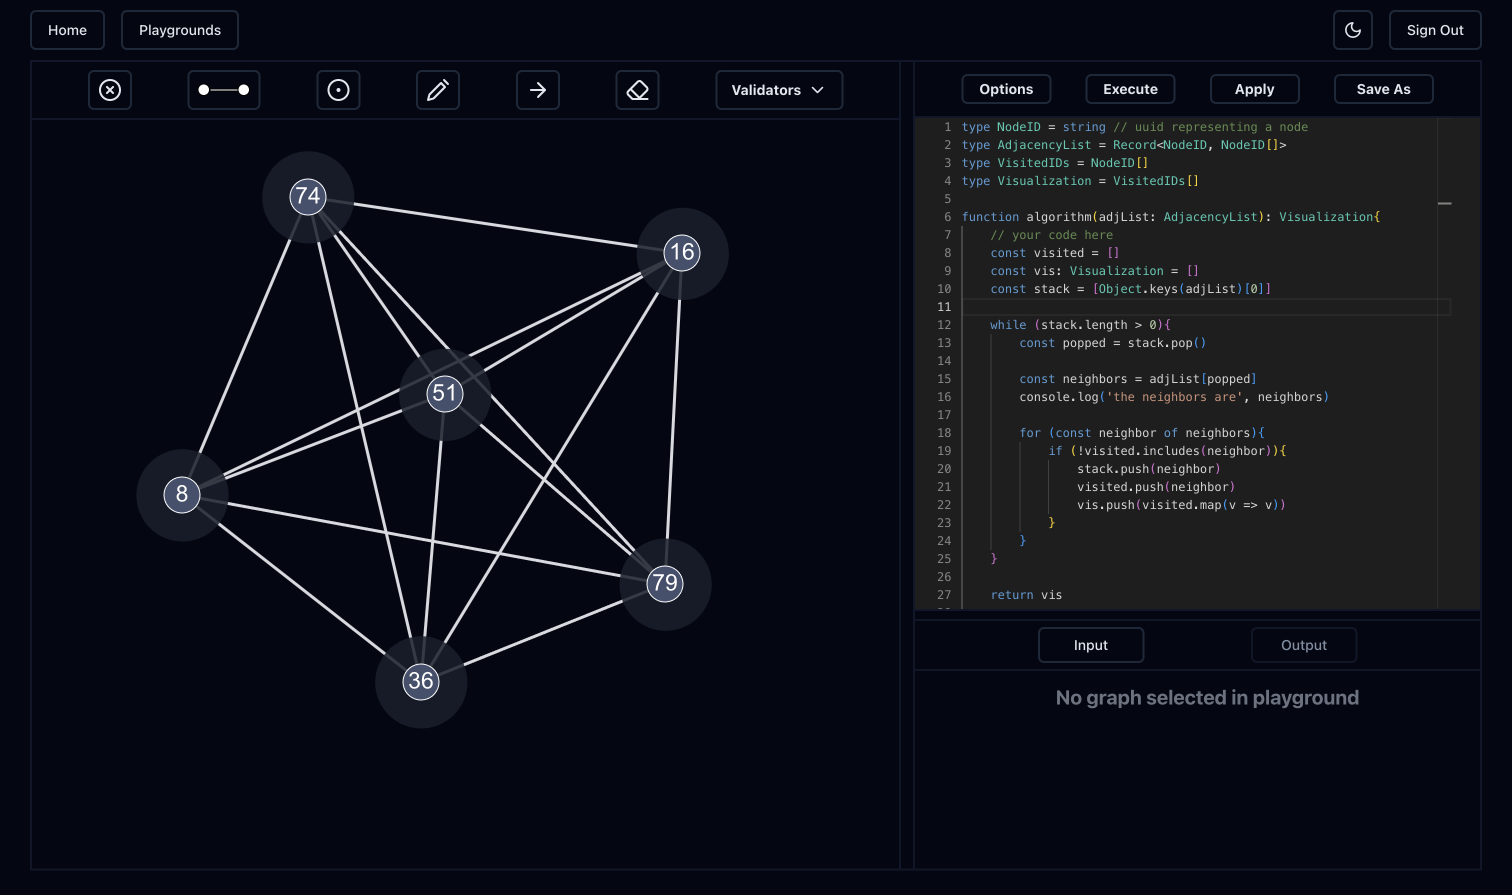 Home
Playgrounds
Sign Out
Validators
Options
Execute
Apply
Save As
74
16
51
8
79
36
1 type NodeID = string // uuid representing a node
2 type AdjacencyList = Record<NodeID, NodeID[]>
3 type VisitedIDs = NodeID[]
4 type Visualization = VisitedIDs[]
5
6 function algorithm(adjList: AdjacencyList): Visualization{
7     // your code here
8     const visited = []
9     const vis: Visualization = []
10     const stack = [Object.keys(adjList)[0]]
11
12     while (stack.length > 0){
13         const popped = stack.pop()
14
15         const neighbors = adjList[popped]
16         console.log('the neighbors are', neighbors)
17
18         for (const neighbor of neighbors){
19             if (!visited.includes(neighbor)){
20                 stack.push(neighbor)
21                 visited.push(neighbor)
22                 vis.push(visited.map(v => v))
23             }
24         }
25     }
26
27     return vis
Input
Output
No graph selected in playground